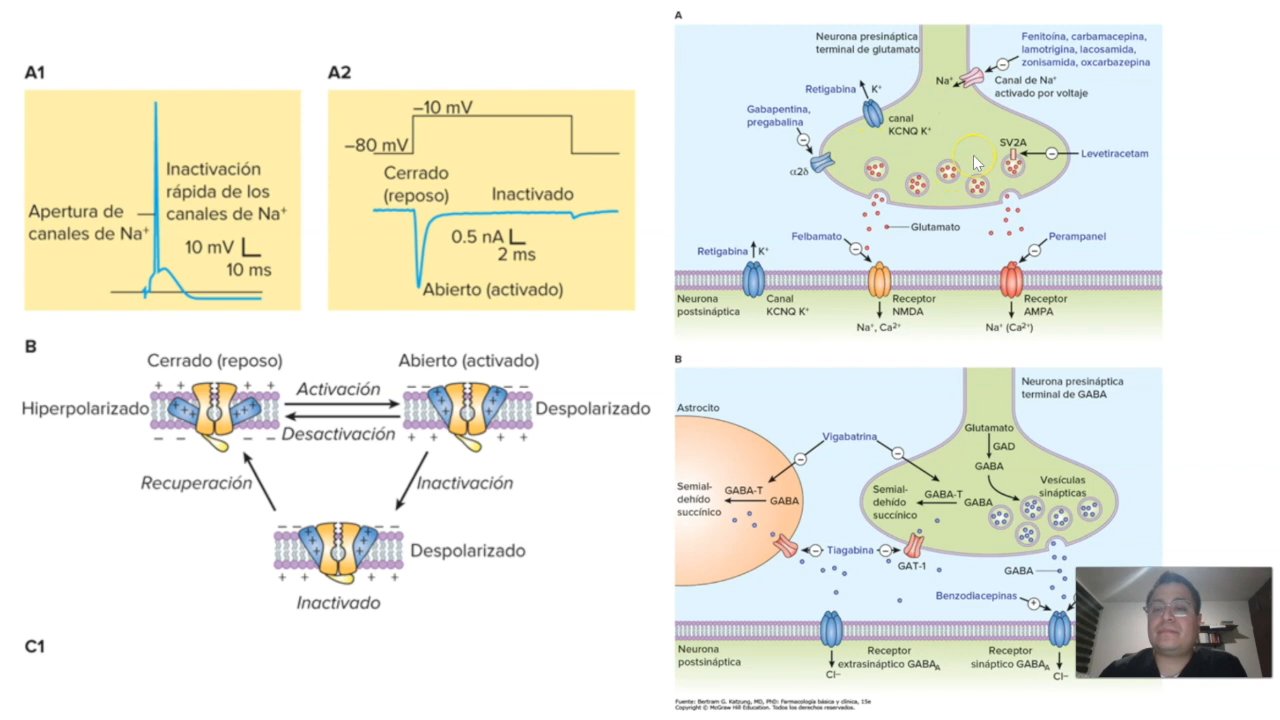 A1
Apertura de
canales de Na⁺
Inactivación
rápida de los
canales de Na⁺
10 mV
10 ms
A2
−10 mV
−80 mV
Cerrado
(reposo)
Inactivado
0.5 nA
2 ms
Abierto (activado)
B
Cerrado (reposo)
Abierto (activado)
Activación
Hiperpolarizado
Despolarizado
Desactivación
Recuperación
Inactivación
Despolarizado
Inactivado
C1
A
Neurona presináptica
terminal de glutamato
Fenitoína, carbamacepina,
lamotrigina, lacosamida,
zonisamida, oxcarbazepina
Na⁺
Canal de Na⁺
activado por voltaje
Retigabina
K⁺
canal
KCNQ K⁺
Gabapentina,
pregabalina
α2δ
SV2A
Levetiracetam
Glutamato
Felbamato
Perampanel
Retigabina
K⁺
Neurona
postsináptica
Canal
KCNQ K⁺
Receptor
NMDA
Receptor
AMPA
Na⁺, Ca²⁺
Na⁺ (Ca²⁺)
B
Neurona presináptica
terminal de GABA
Astrocito
Vigabatrina
Glutamato
GAD
GABA
Vesículas
sinápticas
Semial-
dehído
succínico
GABA-T
GABA
Semial-
dehído
succínico
GABA-T
GABA
Tiagabina
GAT-1
GABA
Benzodiacepinas
Neurona
postsináptica
Receptor
extrasináptico GABA_A
Receptor
sináptico GABA_A
Cl−
Cl−
Fuente: Bertram G. Katzung, MD, PhD: Farmacología básica y clínica, 15e
Copyright © McGraw Hill Education. Todos los derechos reservados.